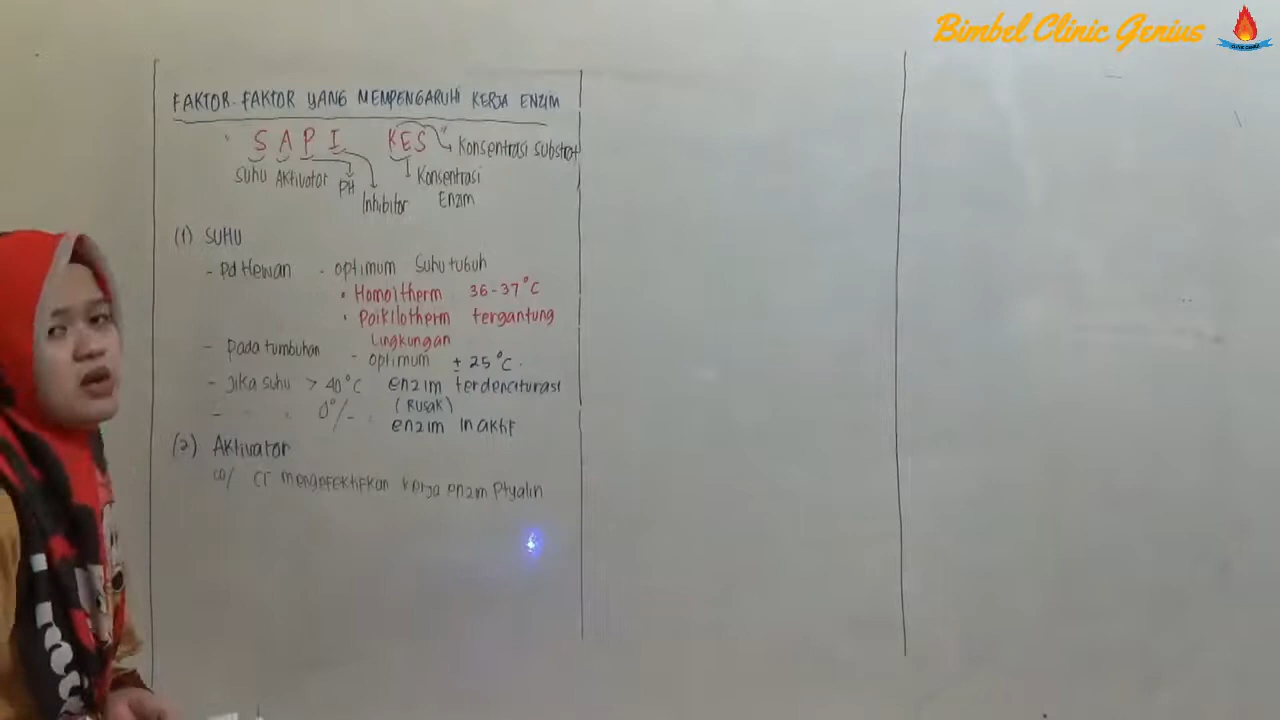 Bimbel Clinic Genius
FAKTOR-FAKTOR YANG MEMPENGARUHI KERJA ENZIM
S A P I KES Konsentrasi Substrat
Suhu Aktivator PH Konsentrasi
Inhibitor Enzim
(1) SUHU
- Pd Hewan - optimum Suhu tubuh
• Homoitherm 36-37°C
• Poikilotherm tergantung
Lingkungan
- Pada tumbuhan - optimum ± 25°C.
- Jika suhu > 40°C enzim terdenaturasi
(Rusak)
- " " 0°/- enzim Inaktif
(2) Aktivator
Cl⁻ mengefektifkan kerja enzim Ptyalin